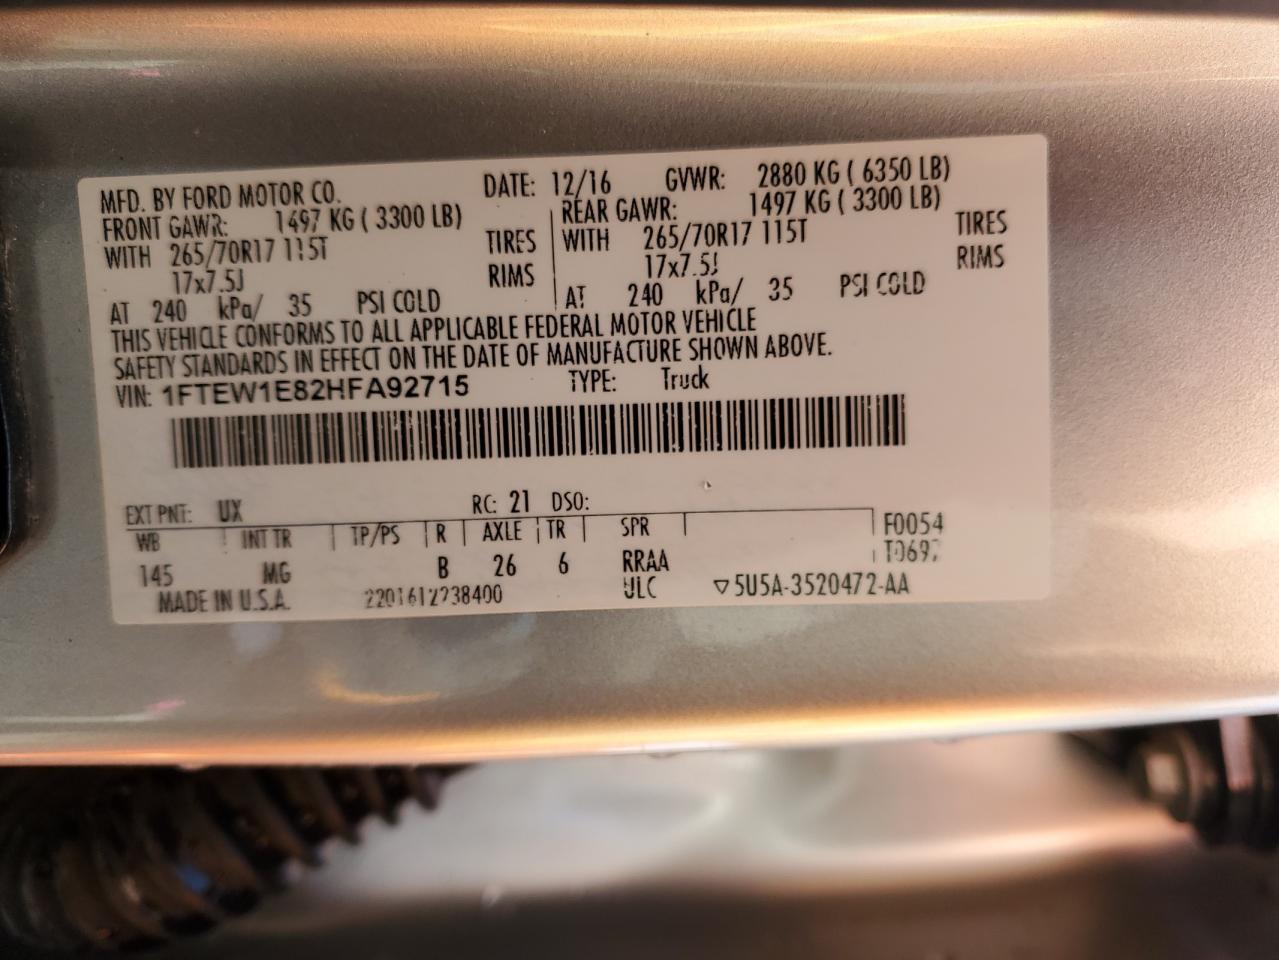 MFD. BY FORD MOTOR CO. DATE: 12/16 GVWR: 2880 KG ( 6350 LB)
FRONT GAWR: 1497 KG ( 3300 LB) REAR GAWR: 1497 KG ( 3300 LB)
WITH 265/70R17 115T TIRES WITH 265/70R17 115T TIRES
17x7.5J RIMS 17x7.5J RIMS
AT 240 kPa/ 35 PSI COLD AT 240 kPa/ 35 PSI COLD
THIS VEHICLE CONFORMS TO ALL APPLICABLE FEDERAL MOTOR VEHICLE
SAFETY STANDARDS IN EFFECT ON THE DATE OF MANUFACTURE SHOWN ABOVE.
VIN: 1FTEW1E82HFA92715 TYPE: Truck
EXT PNT: UX RC: 21 DSO:
WB INT TR TP/PS R AXLE TR SPR F0054
145 MG B 26 6 RRAA
MADE IN U.S.A. ULC ▽5U5A-3520472-AA